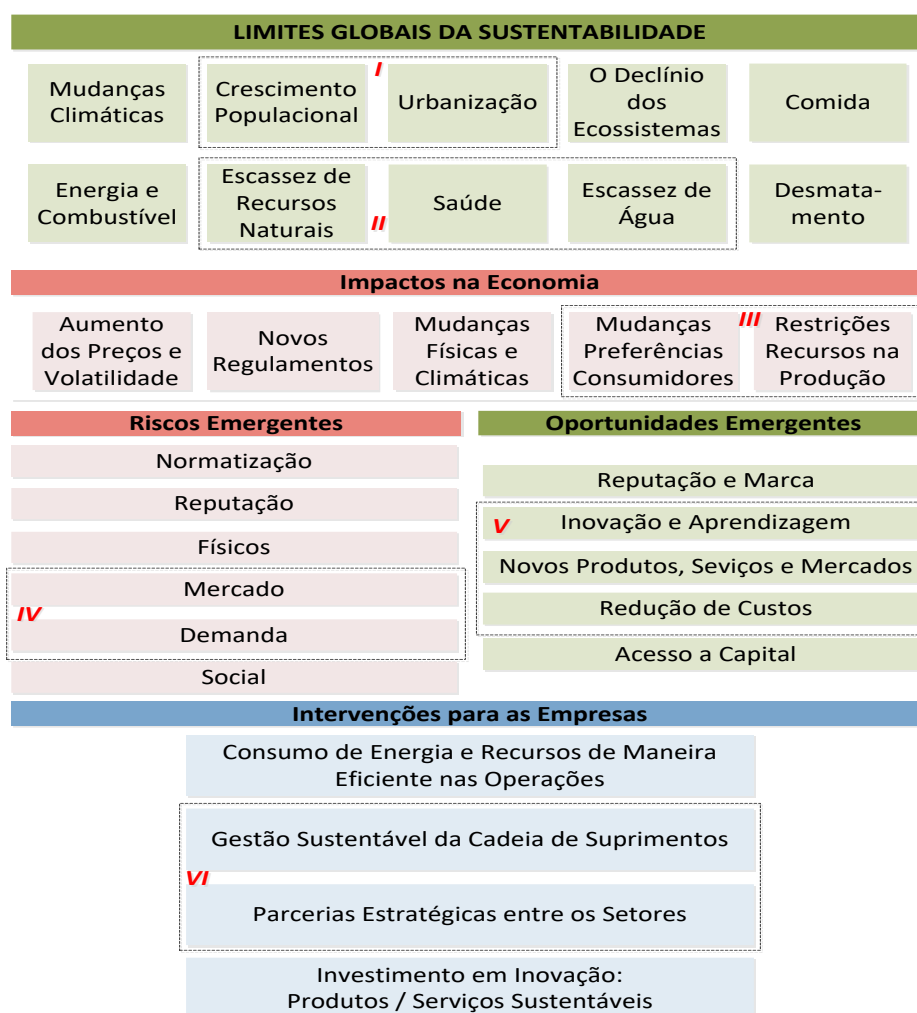 LIMITES GLOBAIS DA SUSTENTABILIDADE
Mudanças
Climáticas
Crescimento
Populacional
I
Urbanização
O Declínio
dos
Ecossistemas
Comida
Energia e
Combustível
Escassez de
Recursos
Naturais
II
Saúde
Escassez de
Água
Desmata-
mento
Impactos na Economia
Aumento
dos Preços e
Volatilidade
Novos
Regulamentos
Mudanças
Físicas e
Climáticas
Mudanças
Preferências
Consumidores
III
Restrições
Recursos na
Produção
Riscos Emergentes
Normatização
Reputação
Físicos
Mercado
IV
Demanda
Social
Oportunidades Emergentes
Reputação e Marca
V
Inovação e Aprendizagem
Novos Produtos, Seviços e Mercados
Redução de Custos
Acesso a Capital
Intervenções para as Empresas
Consumo de Energia e Recursos de Maneira
Eficiente nas Operações
Gestão Sustentável da Cadeia de Suprimentos
VI
Parcerias Estratégicas entre os Setores
Investimento em Inovação:
Produtos / Serviços Sustentáveis